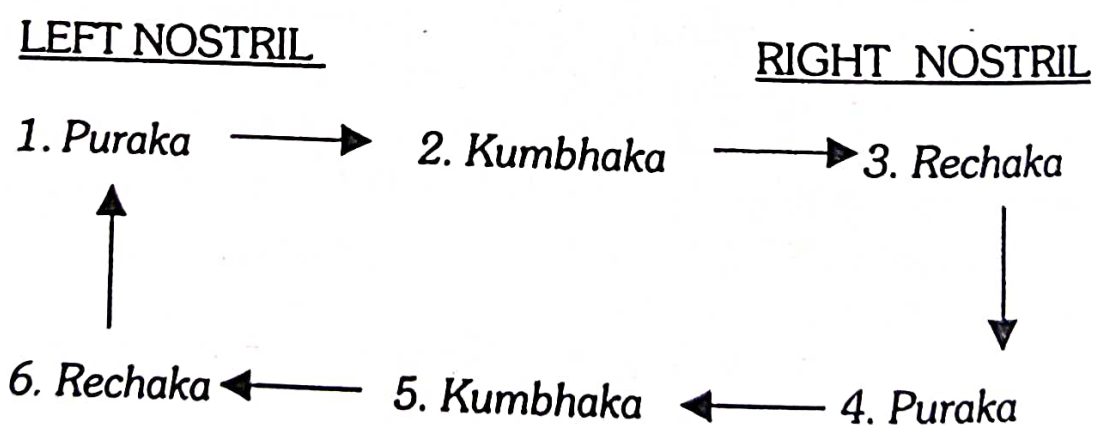 LEFT NOSTRIL
RIGHT NOSTRIL
1. Puraka
2. Kumbhaka
3. Rechaka
6. Rechaka
5. Kumbhaka
4. Puraka